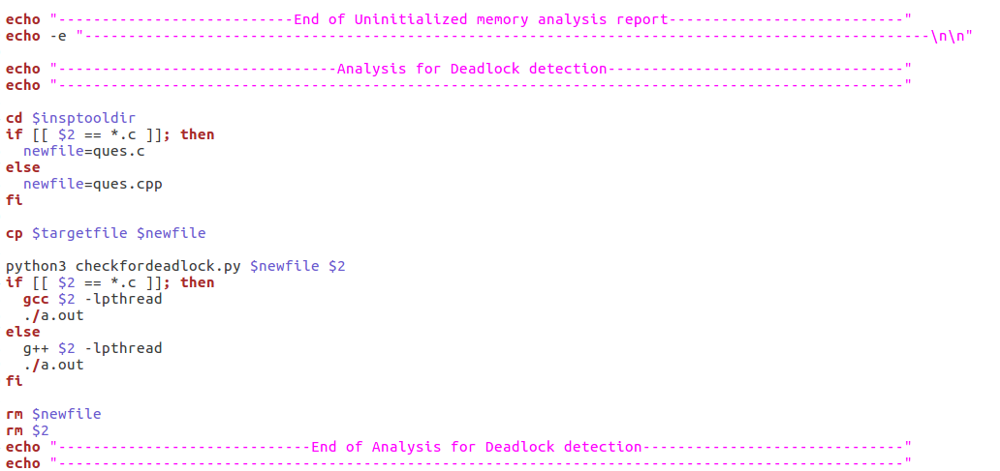 echo "---------------------------End of Uninitialized memory analysis report---------------------------"
echo -e "-------------------------------------------------------------------------------------------------\n\n"
echo "--------------------------------Analysis for Deadlock detection----------------------------------"
echo "-------------------------------------------------------------------------------------------------"
cd $insptooldir
if [[ $2 == *.c ]]; then
  newfile=ques.c
else
  newfile=ques.cpp
fi
cp $targetfile $newfile
python3 checkfordeadlock.py $newfile $2
if [[ $2 == *.c ]]; then
  gcc $2 -lpthread
  ./a.out
else
  g++ $2 -lpthread
  ./a.out
fi
rm $newfile
rm $2
echo "-----------------------------End of Analysis for Deadlock detection------------------------------"
echo "-------------------------------------------------------------------------------------------------"